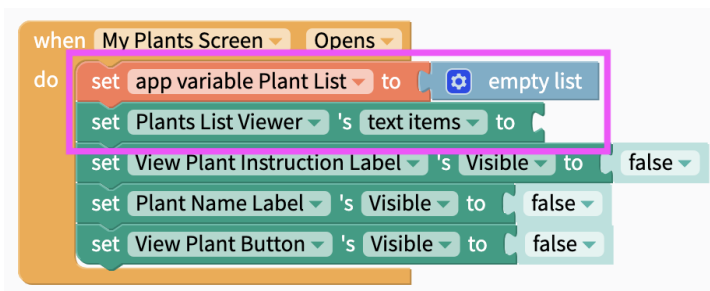 when My Plants Screen Opens
do set app variable Plant List to empty list
set Plants List Viewer 's text items to
set View Plant Instruction Label 's Visible to false
set Plant Name Label 's Visible to false
set View Plant Button 's Visible to false